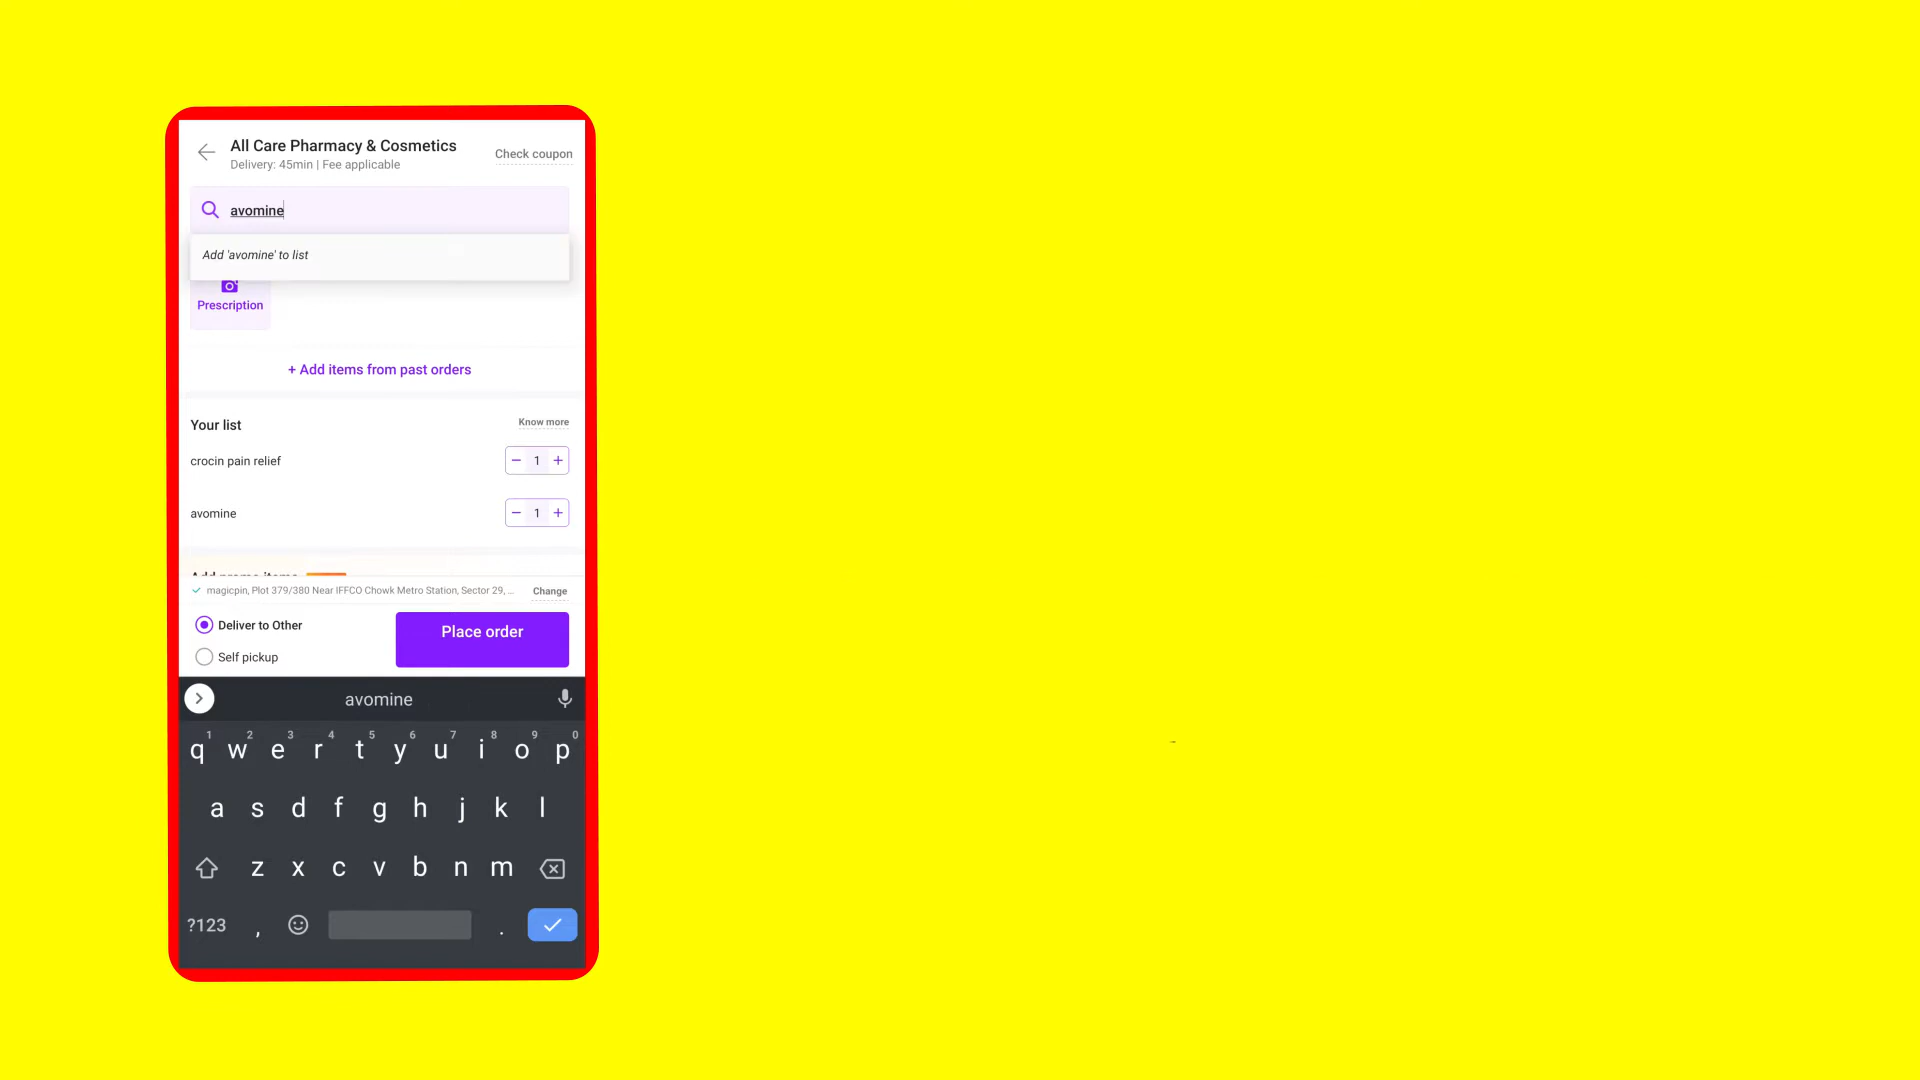 All Care Pharmacy & Cosmetics
Delivery: 45min | Fee applicable
Check coupon
avomine
Add 'avomine' to list
Prescription
+ Add items from past orders
Your list
Know more
crocin pain relief
− 1 +
avomine
− 1 +
Add promo items
magicpin, Plot 379/380 Near IFFCO Chowk Metro Station, Sector 29, ...
Change
Deliver to Other
Self pickup
Place order
avomine
1 2 3 4 5 6 7 8 9 0
q w e r t y u i o p
a s d f g h j k l
z x c v b n m
?123 , .